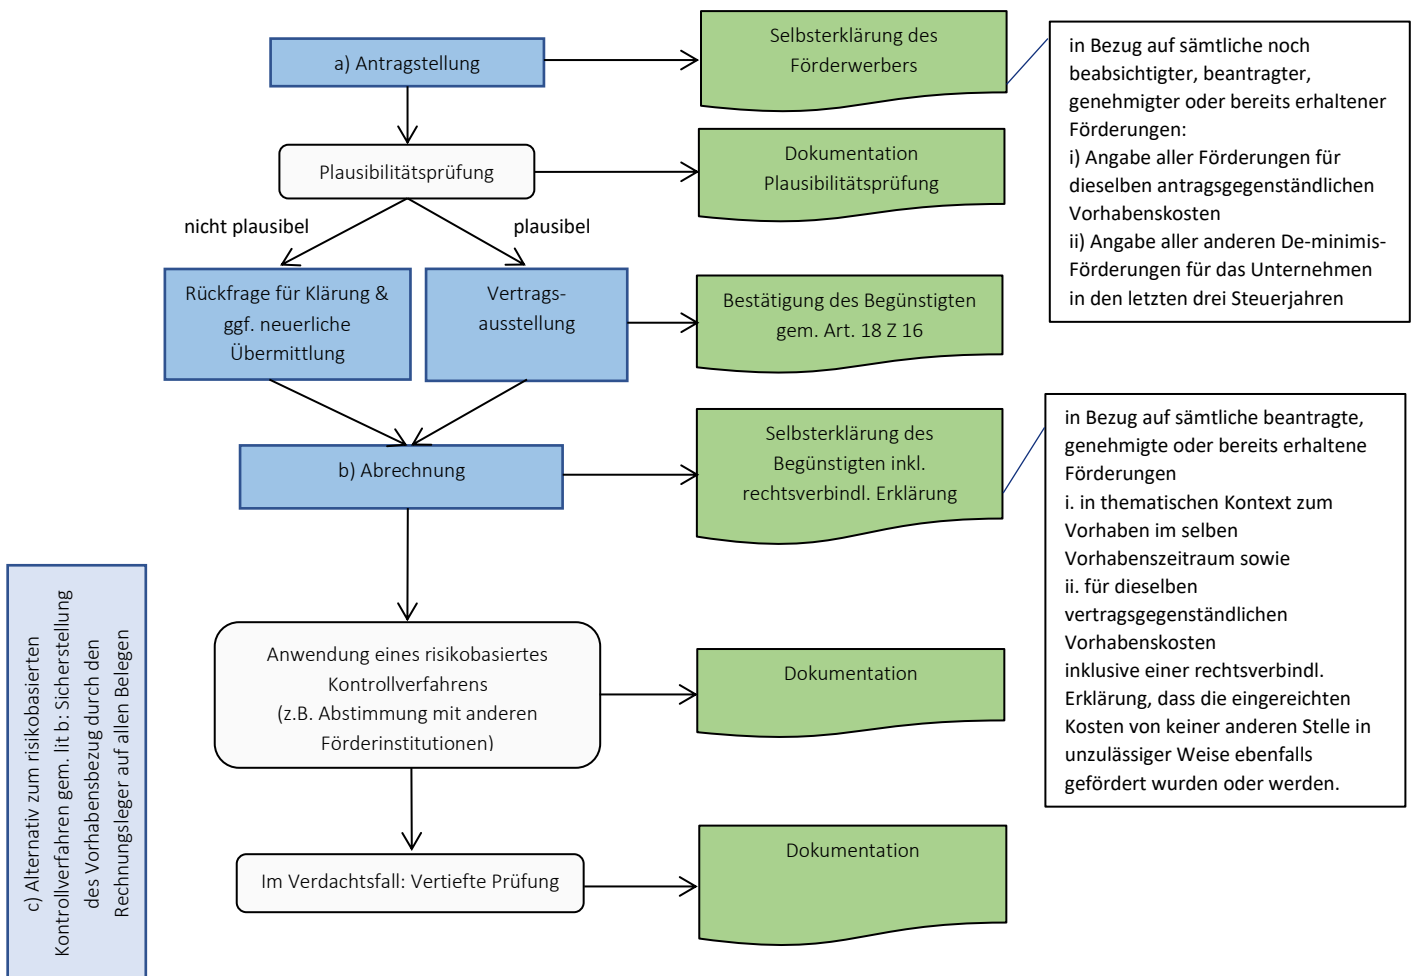 a) Antragstellung
Selbsterklärung des
Förderwerbers
in Bezug auf sämtliche noch
beabsichtigter, beantragter,
genehmigter oder bereits erhaltener
Förderungen:
i) Angabe aller Förderungen für
dieselben antragsgegenständlichen
Vorhabenskosten
ii) Angabe aller anderen De-minimis-
Förderungen für das Unternehmen
in den letzten drei Steuerjahren
Plausibilitätsprüfung
Dokumentation
Plausibilitätsprüfung
nicht plausibel
plausibel
Rückfrage für Klärung &
ggf. neuerliche
Übermittlung
Vertrags-
ausstellung
Bestätigung des Begünstigten
gem. Art. 18 Z 16
b) Abrechnung
Selbsterklärung des
Begünstigten inkl.
rechtsverbindl. Erklärung
in Bezug auf sämtliche beantragte,
genehmigte oder bereits erhaltene
Förderungen
i. in thematischen Kontext zum
Vorhaben im selben
Vorhabenszeitraum sowie
ii. für dieselben
vertragsgegenständlichen
Vorhabenskosten
inklusive einer rechtsverbindl.
Erklärung, dass die eingereichten
Kosten von keiner anderen Stelle in
unzulässiger Weise ebenfalls
gefördert wurden oder werden.
c) Alternativ zum risikobasierten
Kontrollverfahren gem. lit b: Sicherstellung
des Vorhabensbezug durch den
Rechnungsleger auf allen Belegen
Anwendung eines risikobasiertes
Kontrollverfahrens
(z.B. Abstimmung mit anderen
Förderinstitutionen)
Dokumentation
Im Verdachtsfall: Vertiefte Prüfung
Dokumentation